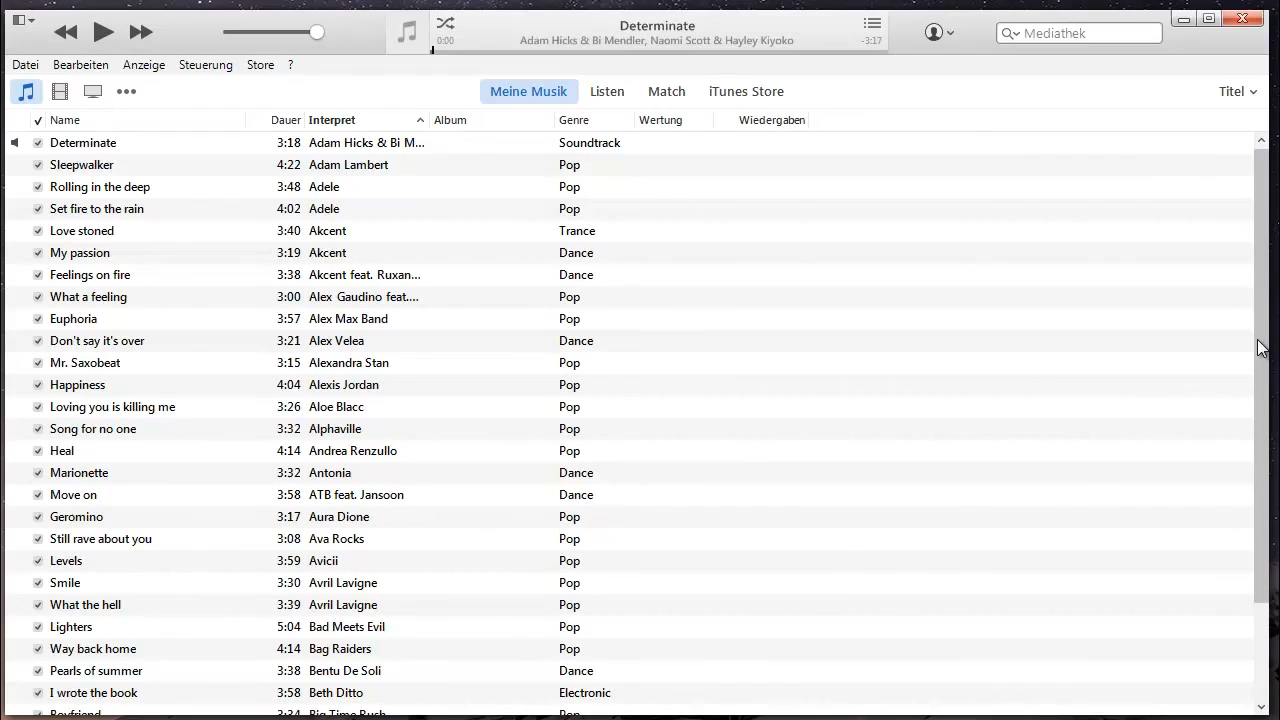 Determinate
Adam Hicks & Bi Mendler, Naomi Scott & Hayley Kiyoko
0:00
-3:17
Mediathek
Datei Bearbeiten Anzeige Steuerung Store ?
Meine Musik Listen Match iTunes Store Titel
Name Dauer Interpret Album Genre Wertung Wiedergaben
Determinate 3:18 Adam Hicks & Bi M... Soundtrack
Sleepwalker 4:22 Adam Lambert Pop
Rolling in the deep 3:48 Adele Pop
Set fire to the rain 4:02 Adele Pop
Love stoned 3:40 Akcent Trance
My passion 3:19 Akcent Dance
Feelings on fire 3:38 Akcent feat. Ruxan... Dance
What a feeling 3:00 Alex Gaudino feat.... Pop
Euphoria 3:57 Alex Max Band Pop
Don't say it's over 3:21 Alex Velea Dance
Mr. Saxobeat 3:15 Alexandra Stan Pop
Happiness 4:04 Alexis Jordan Pop
Loving you is killing me 3:26 Aloe Blacc Pop
Song for no one 3:32 Alphaville Pop
Heal 4:14 Andrea Renzullo Pop
Marionette 3:32 Antonia Dance
Move on 3:58 ATB feat. Jansoon Dance
Geromino 3:17 Aura Dione Pop
Still rave about you 3:08 Ava Rocks Pop
Levels 3:59 Avicii Pop
Smile 3:30 Avril Lavigne Pop
What the hell 3:39 Avril Lavigne Pop
Lighters 5:04 Bad Meets Evil Pop
Way back home 4:14 Bag Raiders Pop
Pearls of summer 3:38 Bentu De Soli Dance
I wrote the book 3:58 Beth Ditto Electronic
Boyfriend 3:34 Big Time Rush Pop